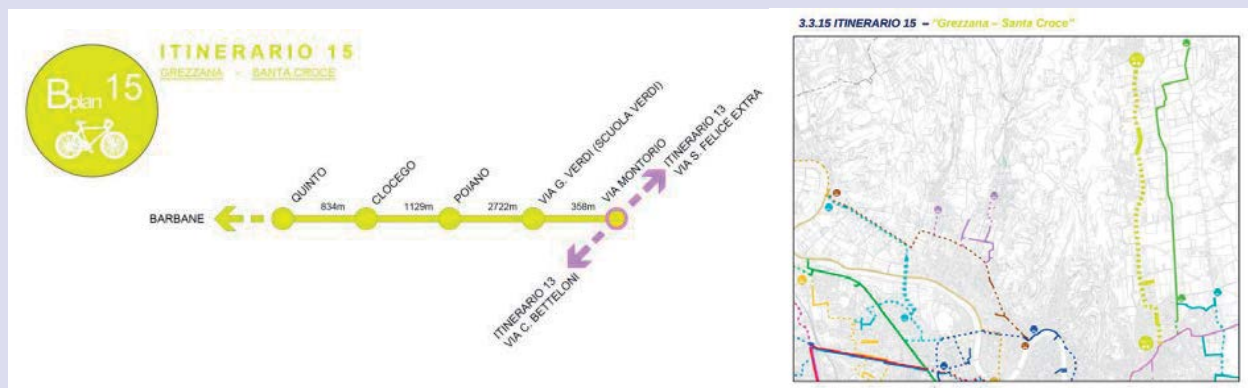 Bplan 15
ITINERARIO 15
GREZZANA - SANTA CROCE
BARBANE
QUINTO
834m
CLOCEGO
1129m
POIANO
2722m
VIA G. VERDI (SCUOLA VERDI)
358m
VIA MONTORIO
ITINERARIO 13
VIA S. FELICE EXTRA
ITINERARIO 13
VIA C. BETTELONI
3.3.15 ITINERARIO 15 – "Grezzana – Santa Croce"